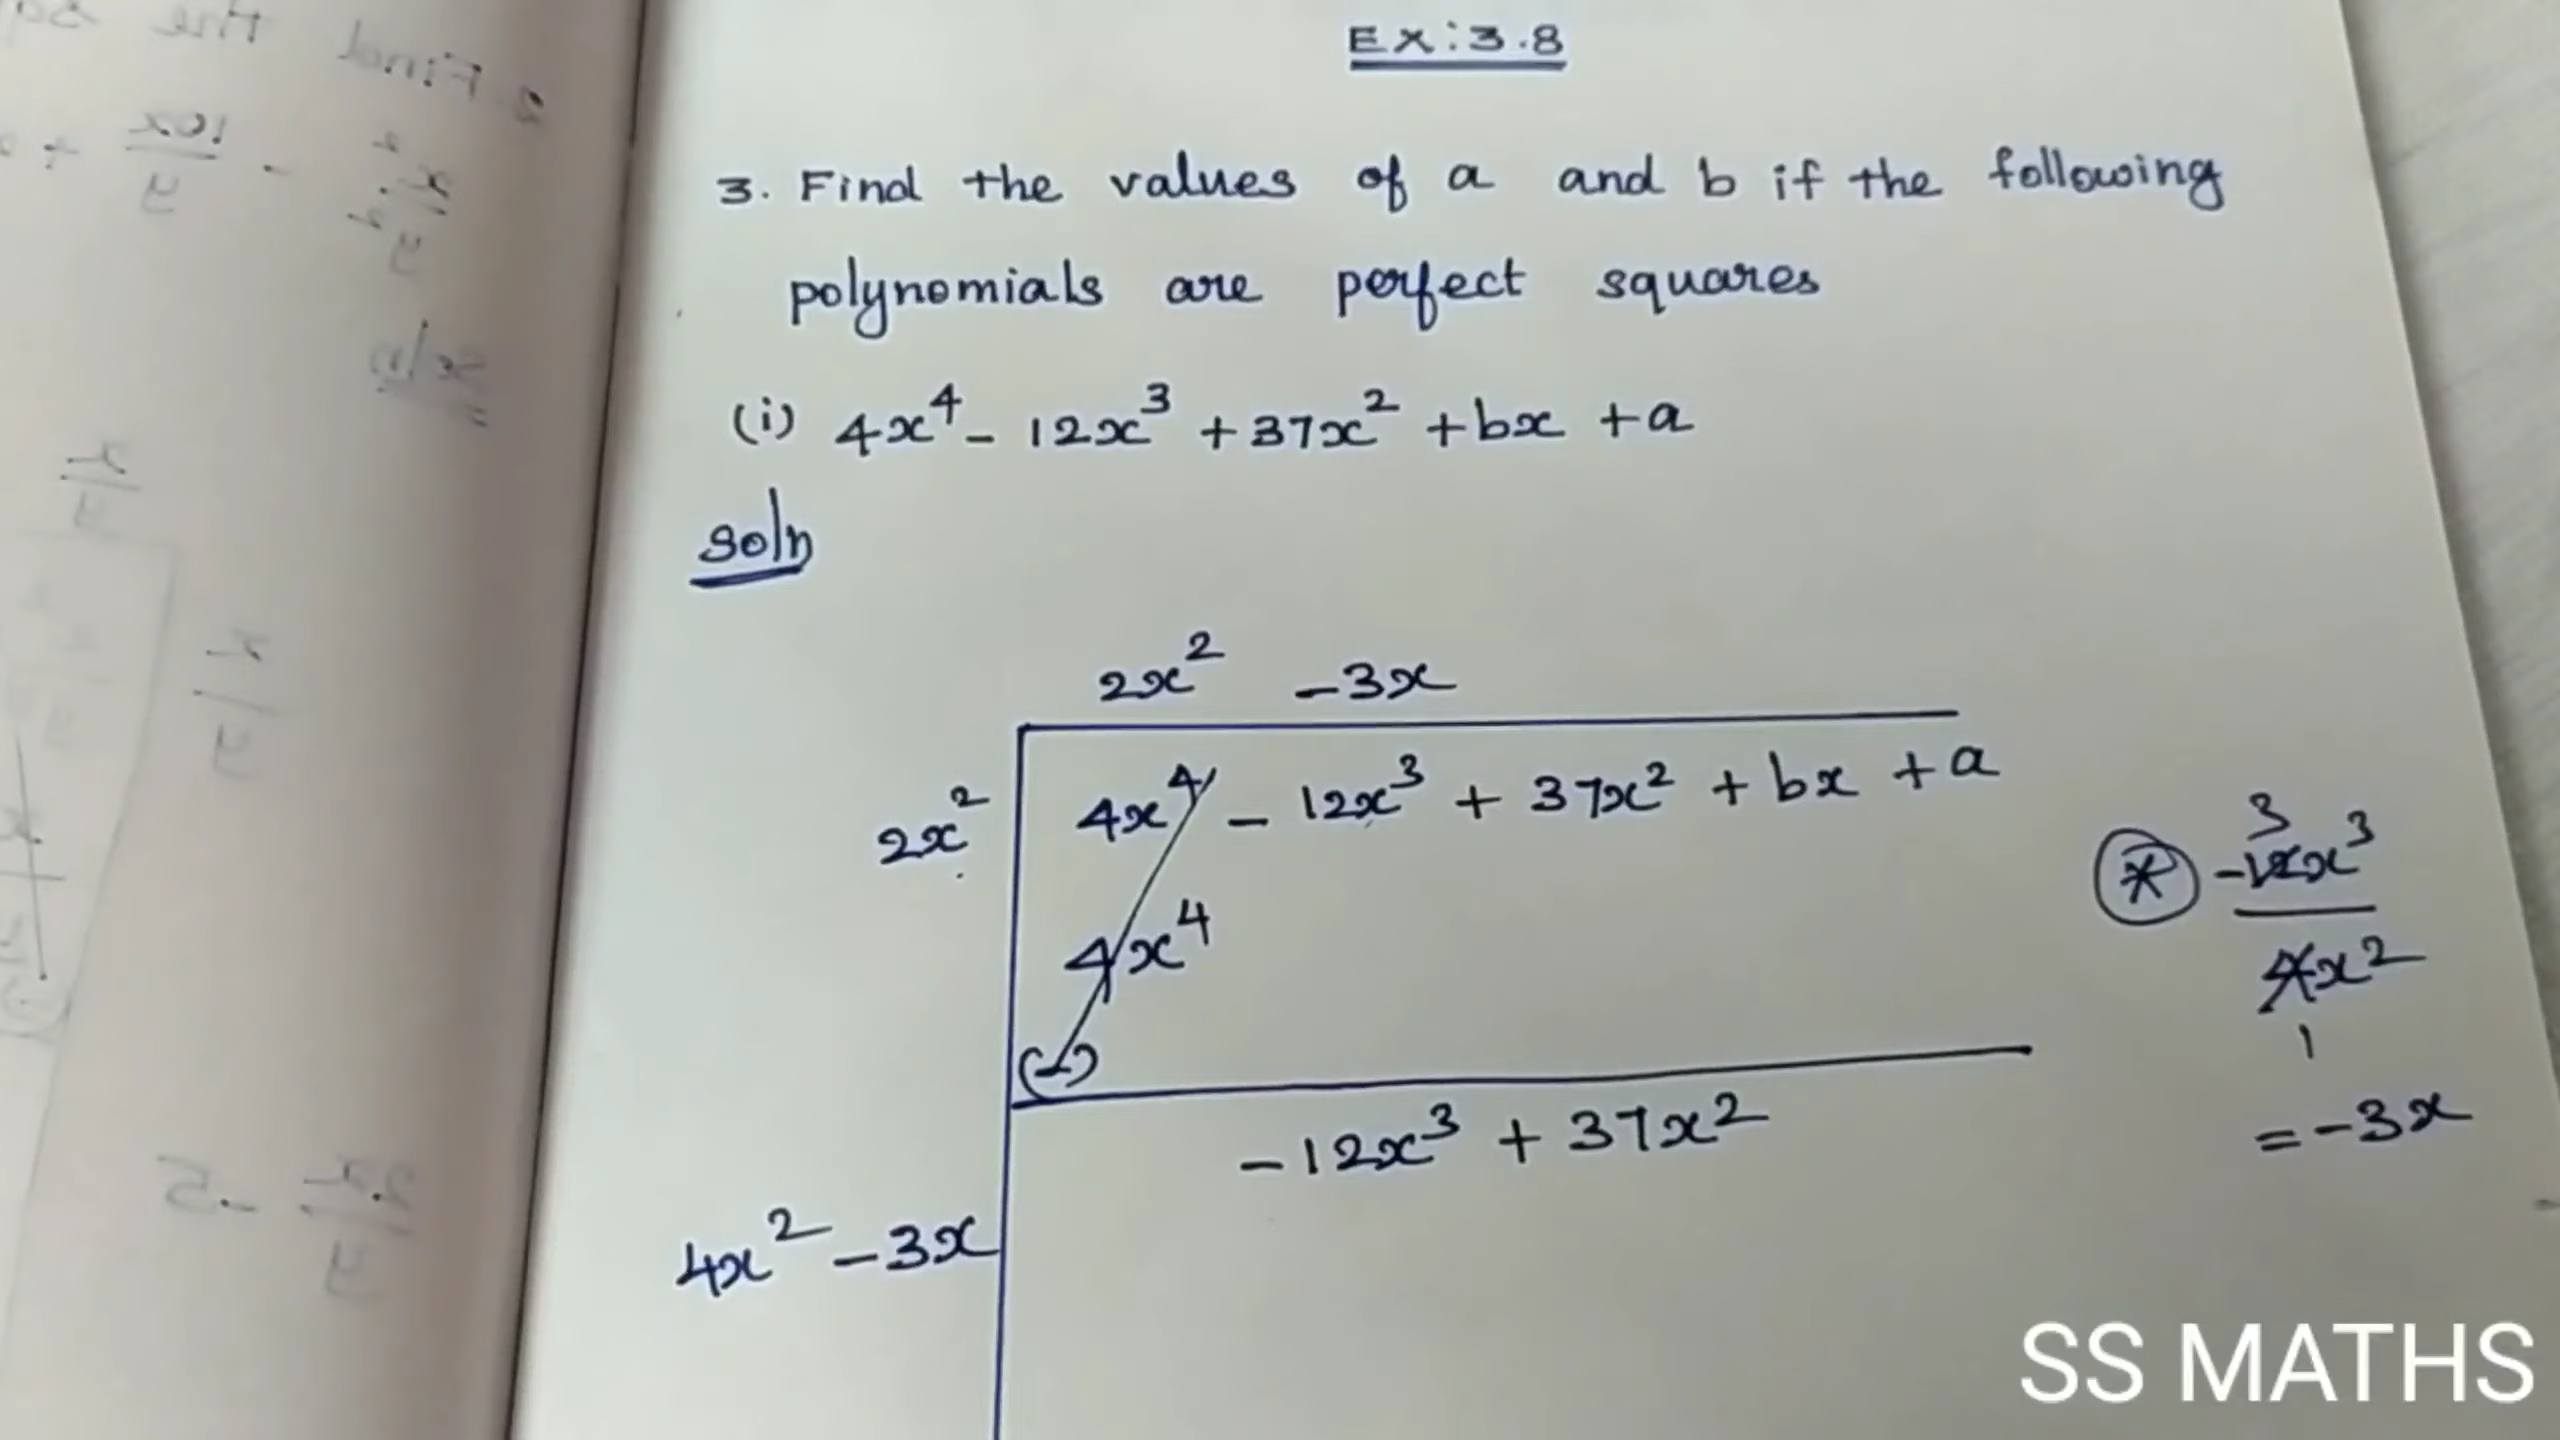 Ex: 3.8
3. Find the values of a and b if the following
polynomials are perfect squares
(i) 4x⁴ - 12x³ + 37x² + bx + a
Soln
2x² -3x
2x² 4x⁴ - 12x³ + 37x² + bx + a
4x⁴
(-)
-12x³ + 37x²
4x² - 3x
* 3
-12x³
4x²
1
= -3x
SS MATHS